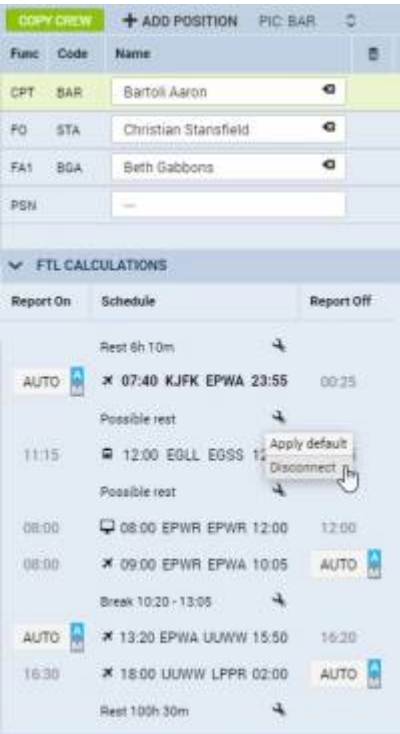 COPY CREW + ADD POSITION PIC: BAR
Func Code Name
CPT BAR Bartoli Aaron
FO STA Christian Stansfield
FA1 BGA Beth Gabbons
PSN —
FTL CALCULATIONS
Report On Schedule Report Off
Rest 6h 10m
AUTO A 07:40 KJFK EPWA 23:55 00:25
Possible rest
Apply default
11:15 12:00 EGLL EGSS
Disconnect
Possible rest
08:00 08:00 EPWR EPWR 12:00 12:00
08:00 09:00 EPWR EPWA 10:05 AUTO A
Break 10:20 - 13:05
AUTO A 13:20 EPWA UUWW 15:50 16:20
16:30 18:00 UUWW LPPR 02:00 AUTO A
Rest 100h 30m